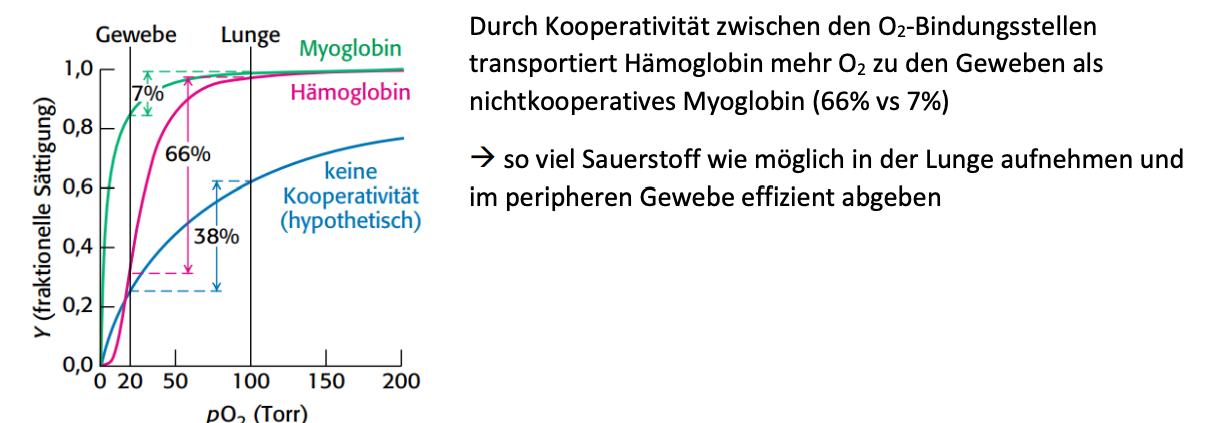 Gewebe Lunge
Myoglobin
1,0
7%
Hämoglobin
0,8
66%
keine
Kooperativität
(hypothetisch)
0,6
0,4
38%
0,2
0,0
Y (fraktionelle Sättigung)
0 20 50 100 150 200
pO₂ (Torr)
Durch Kooperativität zwischen den O₂-Bindungsstellen
transportiert Hämoglobin mehr O₂ zu den Geweben als
nichtkooperatives Myoglobin (66% vs 7%)
→ so viel Sauerstoff wie möglich in der Lunge aufnehmen und
im peripheren Gewebe effizient abgeben